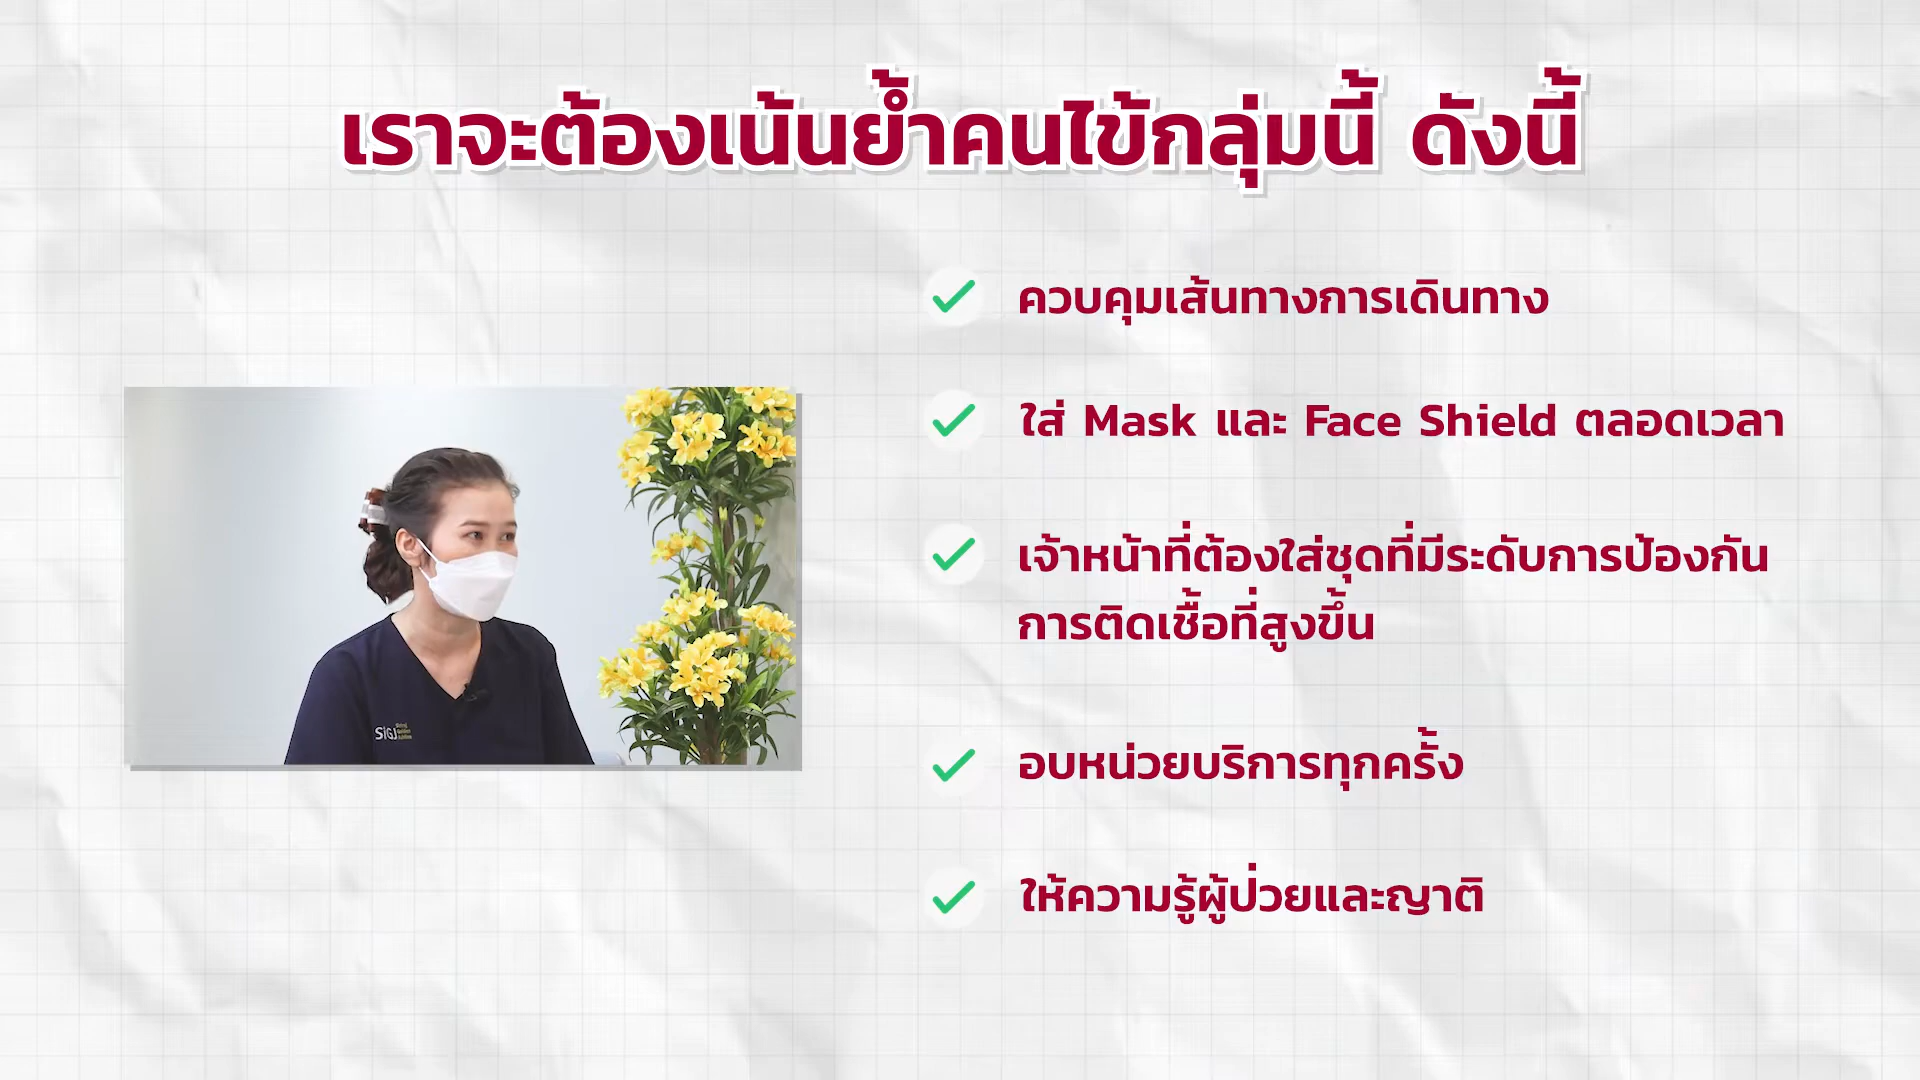 เราจะต้องเน้นย้ำคนไข้กลุ่มนี้ ดังนี้
ควบคุมเส้นทางการเดินทาง
ใส่ Mask และ Face Shield ตลอดเวลา
เจ้าหน้าที่ต้องใส่ชุดที่มีระดับการป้องกัน
การติดเชื้อที่สูงขึ้น
อบหน่วยบริการทุกครั้ง
ให้ความรู้ผู้ป่วยและญาติ
SiGJ